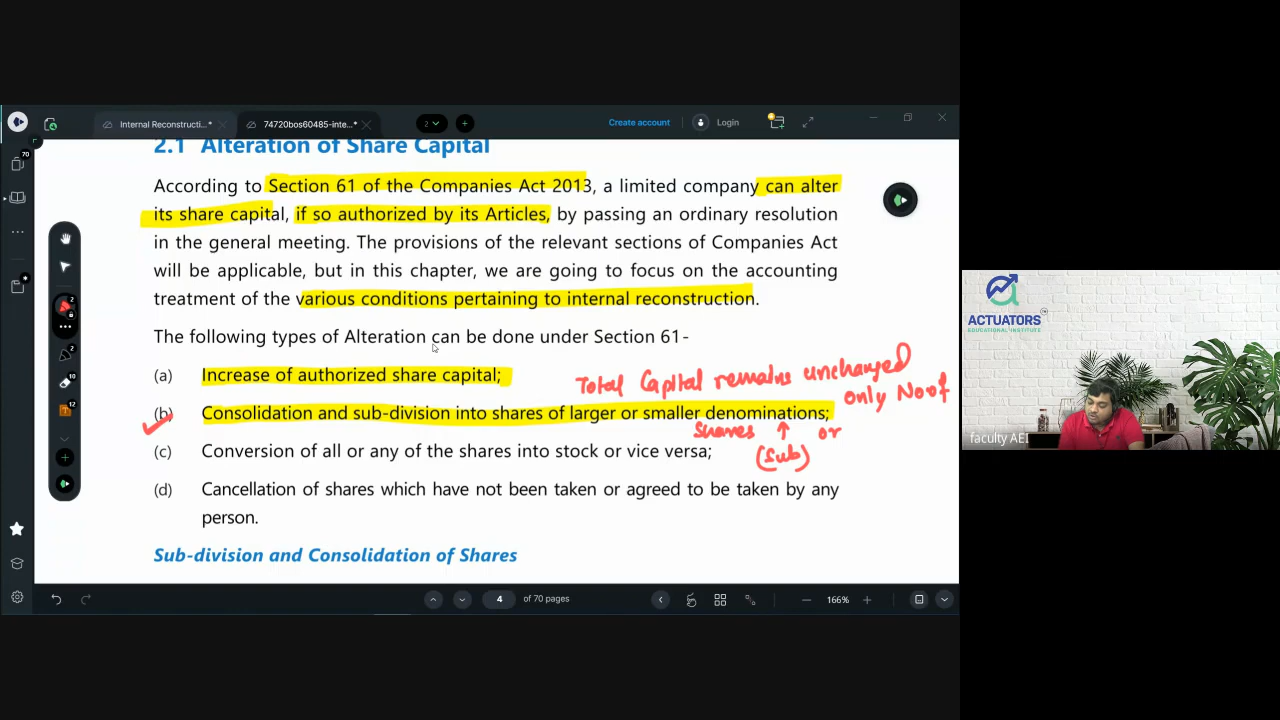 Internal Reconstructi...*
74720bos60485-inte...*
2
Create account
Login
70
2.1 Alteration of Share Capital
According to Section 61 of the Companies Act 2013, a limited company can alter
its share capital, if so authorized by its Articles, by passing an ordinary resolution
in the general meeting. The provisions of the relevant sections of Companies Act
will be applicable, but in this chapter, we are going to focus on the accounting
treatment of the various conditions pertaining to internal reconstruction.
The following types of Alteration can be done under Section 61-
(a) Increase of authorized share capital;
Total Capital remains unchanged
only No of
(b) Consolidation and sub-division into shares of larger or smaller denominations;
shares ↑ or
(c) Conversion of all or any of the shares into stock or vice versa;
(Sub)
(d) Cancellation of shares which have not been taken or agreed to be taken by any
person.
Sub-division and Consolidation of Shares
2
2
10
12
4 of 70 pages
166%
ACTUATORS
EDUCATIONAL INSTITUTE
faculty AEI